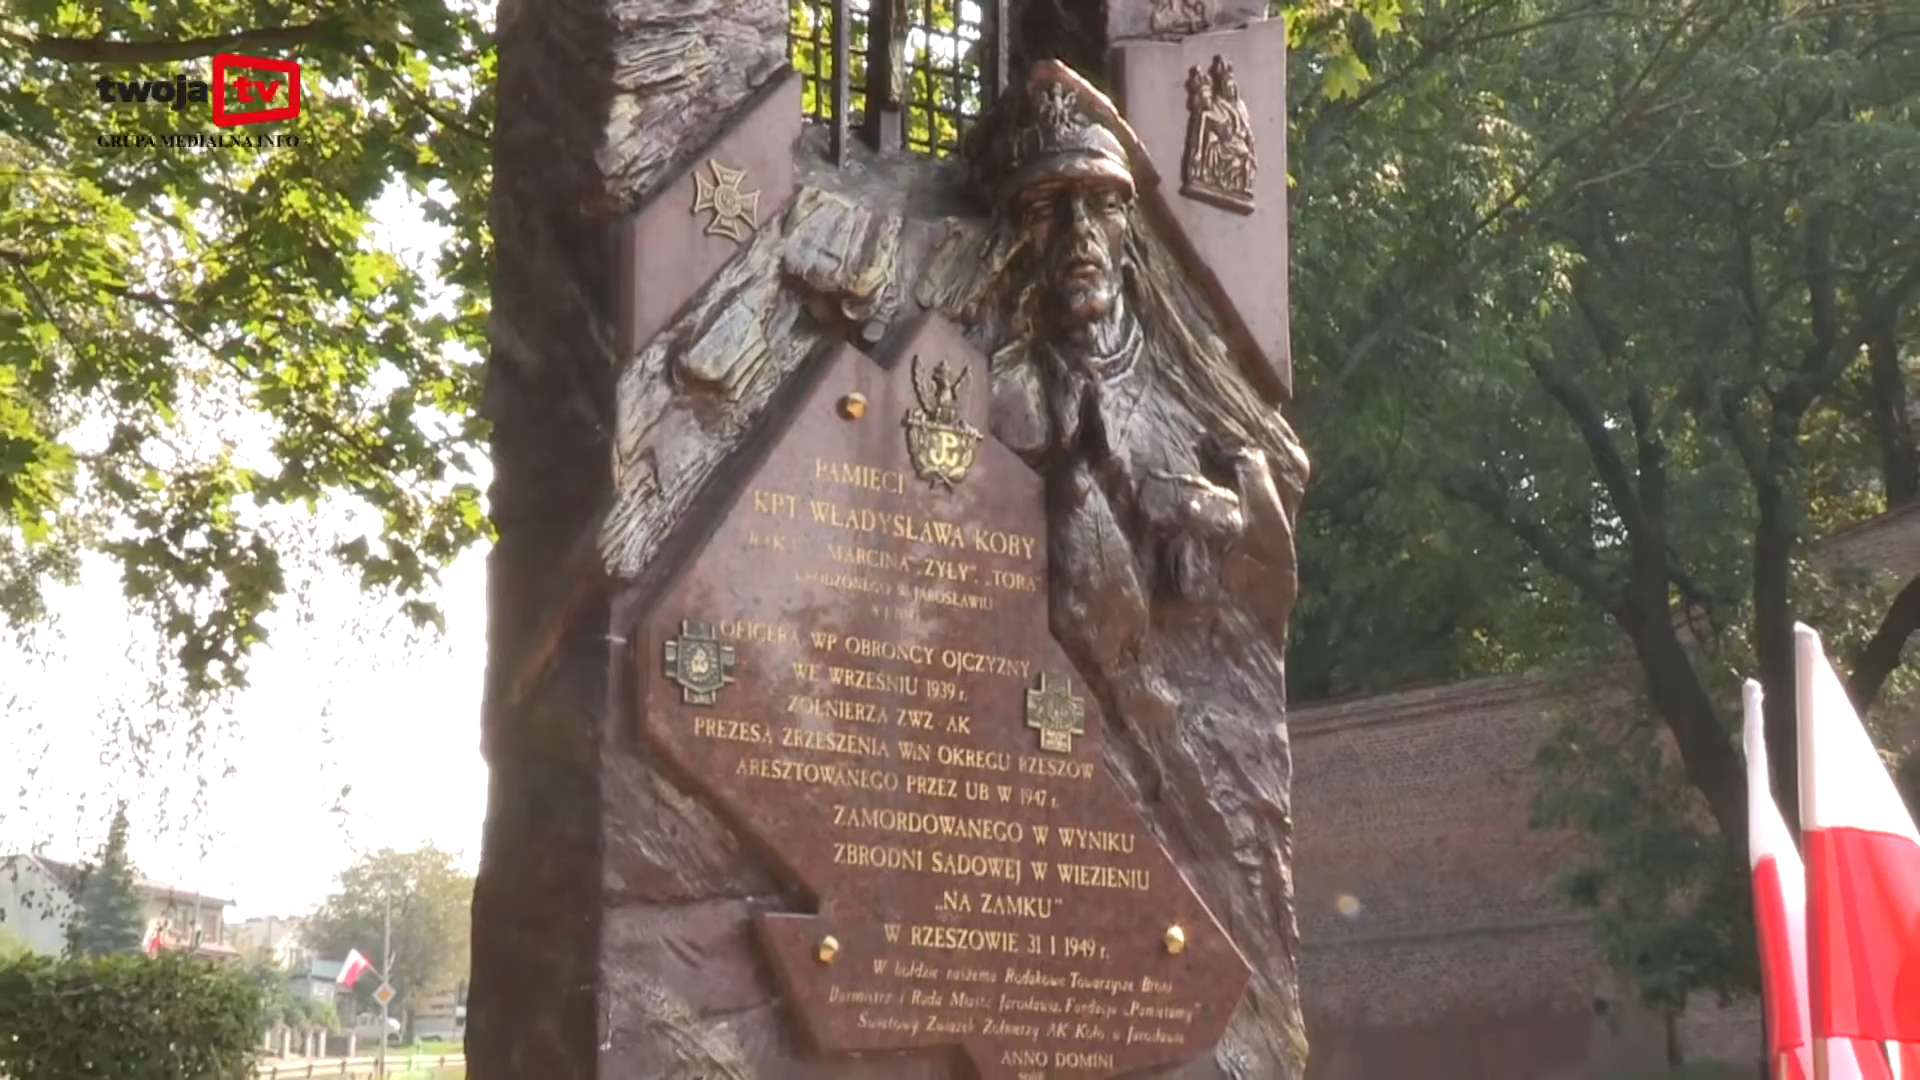 twoja tv
GRUPA MEDIALNA INFO
PAMIĘCI
KPT WŁADYSŁAWA KOBY
MARCINA", ŻYŁY", „TORA"
URODZONEGO W JAROSŁAWIU
OFICERA WP OBROŃCY OJCZYZNY
WE WRZEŚNIU 1939 r.
ŻOŁNIERZA ZWZ - AK
PREZESA ZRZESZENIA WiN OKRĘGU RZESZÓW
ARESZTOWANEGO PRZEZ UB W 1947 r.
ZAMORDOWANEGO W WYNIKU
ZBRODNI SĄDOWEJ W WIĘZIENIU
„NA ZAMKU"
W RZESZOWIE 31 I 1949 r.
W hołdzie naszemu Rodakowi Towarzysze Broni
Burmistrz i Rada Miasta Jarosławia, Fundacja „Pamiętamy"
Światowy Związek Żołnierzy AK Koło w Jarosławiu
ANNO DOMINI